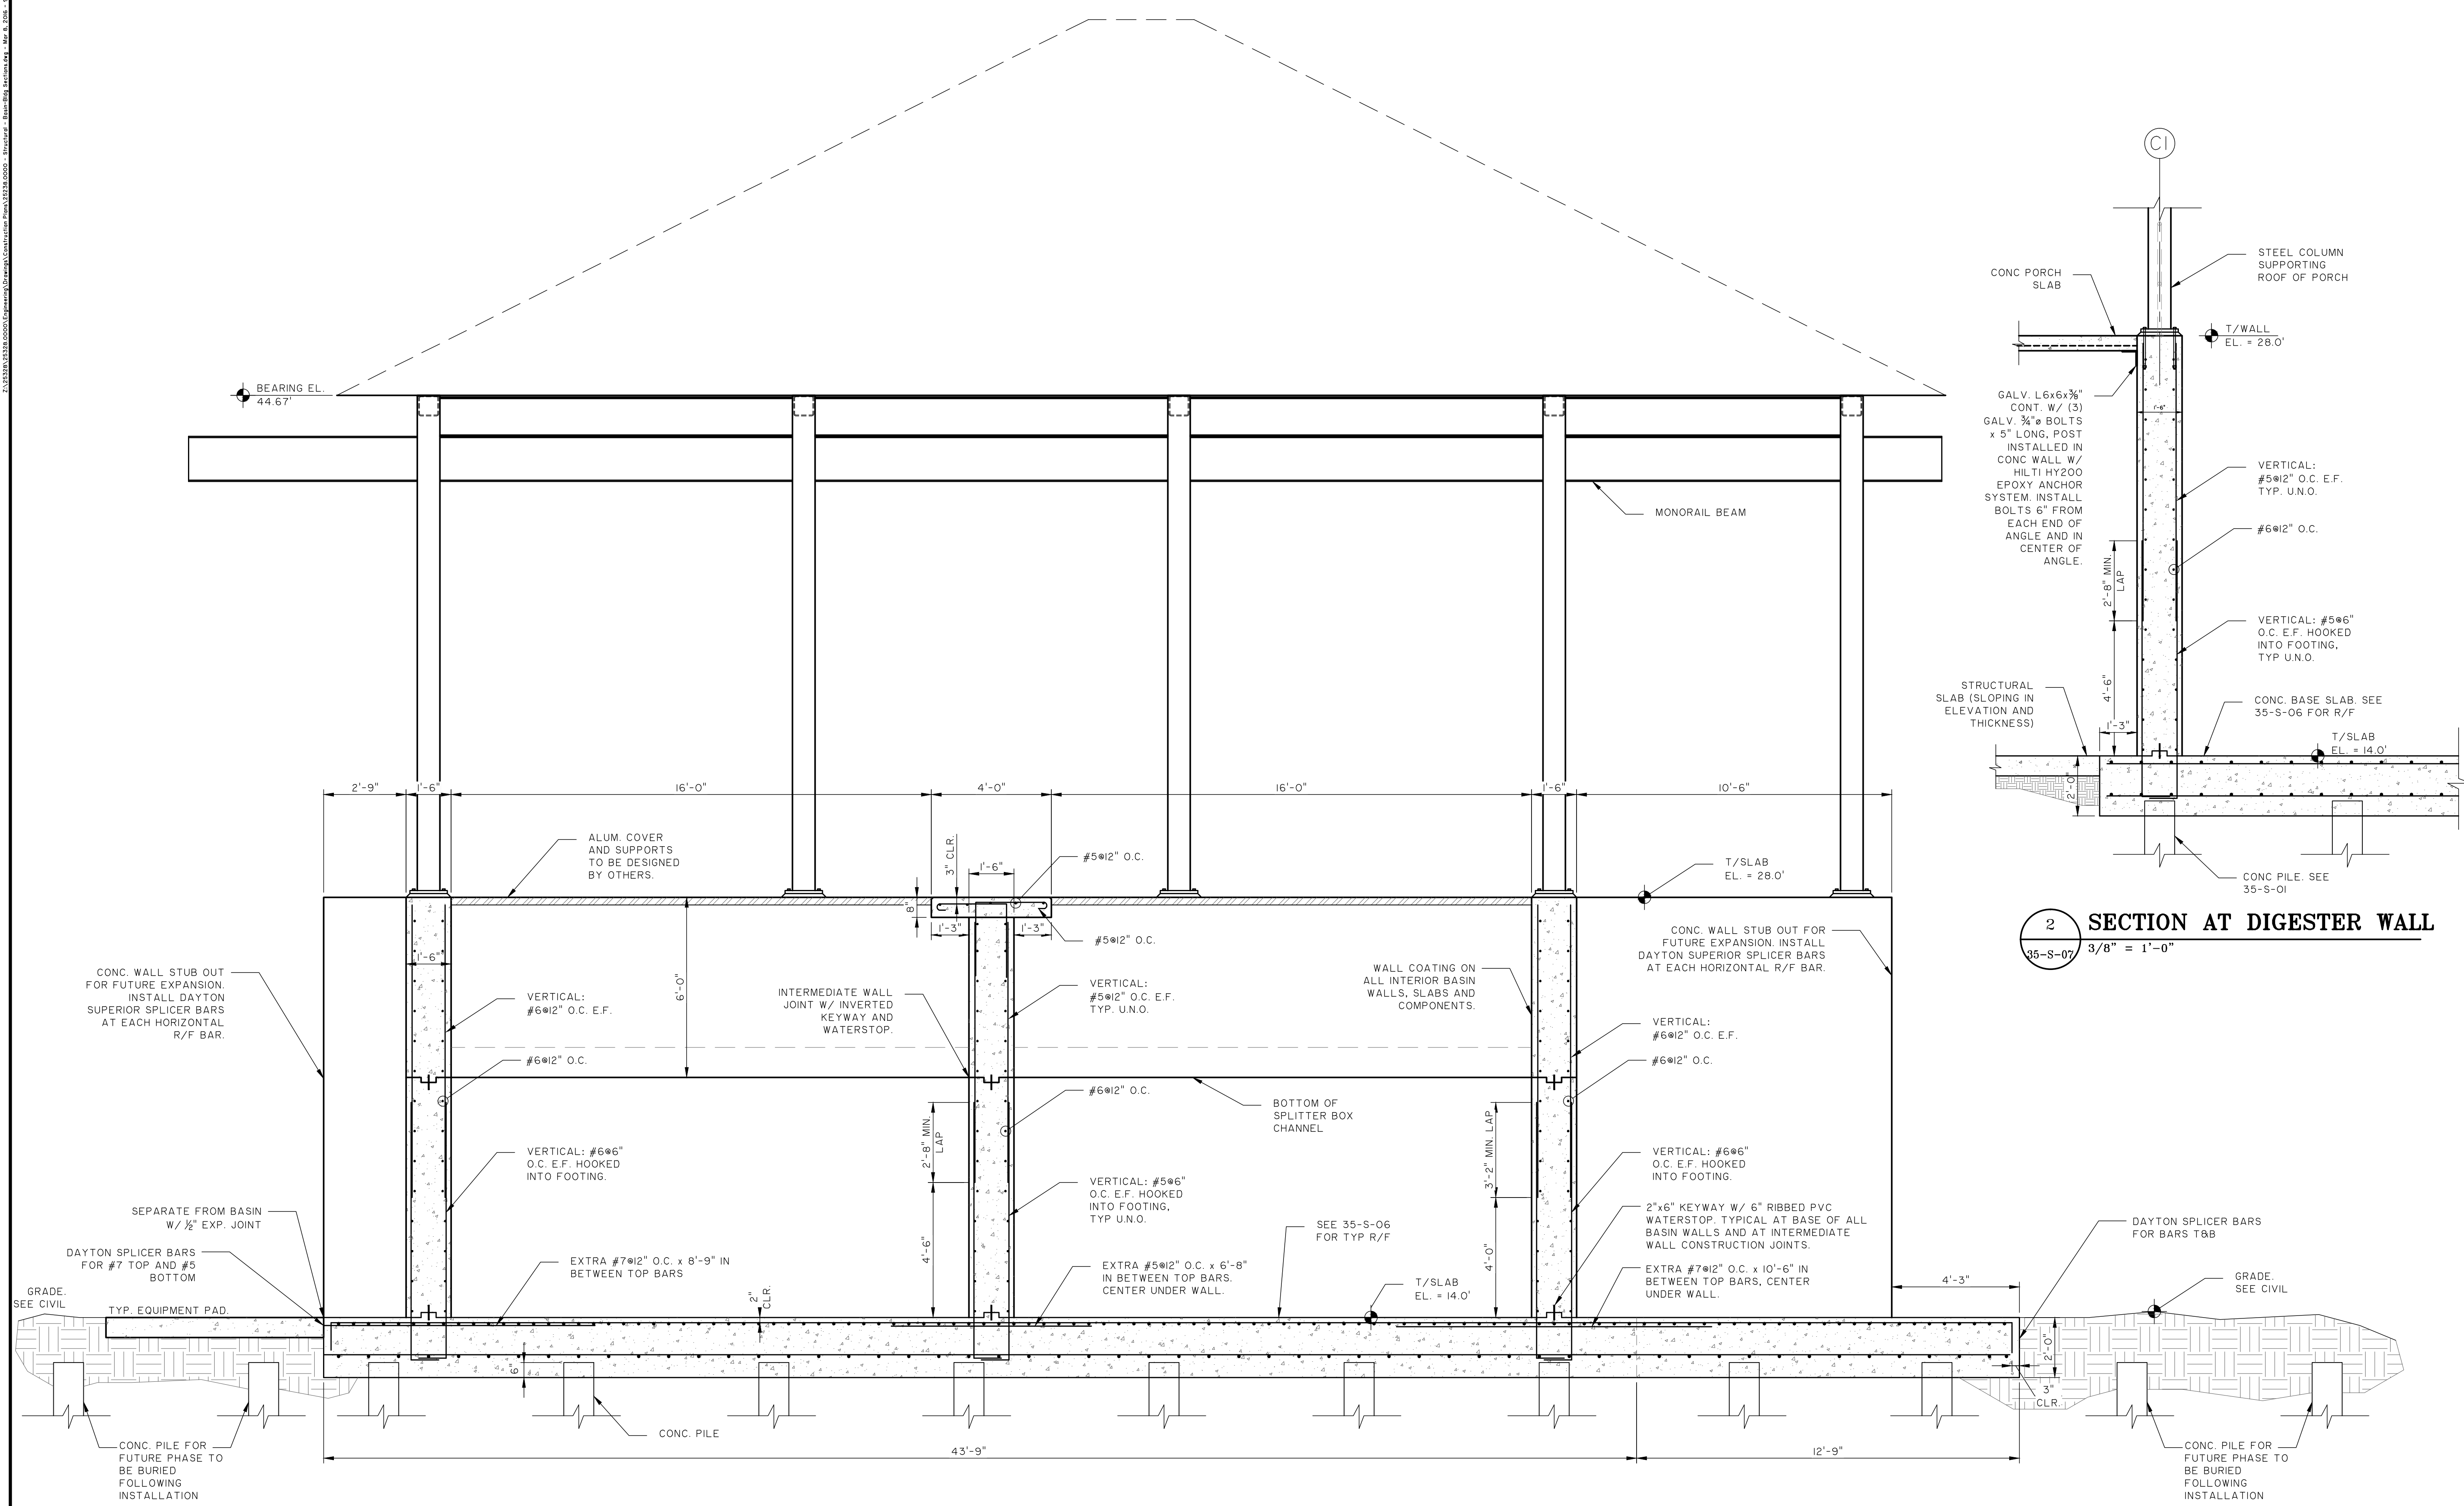 Z:\25328\25328.0000\Engineering\Drawings\Construction Plans\
C1
STEEL COLUMN
SUPPORTING
ROOF OF PORCH
CONC PORCH
SLAB
T/WALL
EL. = 28.0'
GALV. L6x6x⅜"
CONT. W/ (3)
GALV. ¾"ø BOLTS
x 5" LONG, POST
INSTALLED IN
CONC WALL W/
HILTI HY200
EPOXY ANCHOR
SYSTEM. INSTALL
BOLTS 6" FROM
EACH END OF
ANGLE AND IN
CENTER OF
ANGLE.
1'-6"
VERTICAL:
#5@12" O.C. E.F.
TYP. U.N.O.
#6@12" O.C.
2'-8" MIN.
LAP
VERTICAL: #5@6"
O.C. E.F. HOOKED
INTO FOOTING,
TYP U.N.O.
4'-6"
STRUCTURAL
SLAB (SLOPING IN
ELEVATION AND
THICKNESS)
1'-3"
CONC. BASE SLAB. SEE
35-S-06 FOR R/F
T/SLAB
EL. = 14.0'
2'-0"
CONC PILE. SEE
35-S-01
2
35-S-07
SECTION AT DIGESTER WALL
3/8" = 1'-0"
BEARING EL.
44.67'
MONORAIL BEAM
2'-9"
1'-6"
16'-0"
4'-0"
16'-0"
1'-6"
10'-6"
ALUM. COVER
AND SUPPORTS
TO BE DESIGNED
BY OTHERS.
3" CLR.
1'-6"
#5@12" O.C.
T/SLAB
EL. = 28.0'
8"
1'-3"
1'-3"
#5@12" O.C.
CONC. WALL STUB OUT FOR
FUTURE EXPANSION. INSTALL
DAYTON SUPERIOR SPLICER BARS
AT EACH HORIZONTAL R/F BAR.
1'-6"
6'-0"
CONC. WALL STUB OUT
FOR FUTURE EXPANSION.
INSTALL DAYTON
SUPERIOR SPLICER BARS
AT EACH HORIZONTAL
R/F BAR.
VERTICAL:
#6@12" O.C. E.F.
INTERMEDIATE WALL
JOINT W/ INVERTED
KEYWAY AND
WATERSTOP.
VERTICAL:
#5@12" O.C. E.F.
TYP. U.N.O.
WALL COATING ON
ALL INTERIOR BASIN
WALLS, SLABS AND
COMPONENTS.
VERTICAL:
#6@12" O.C. E.F.
#6@12" O.C.
#6@12" O.C.
#6@12" O.C.
BOTTOM OF
SPLITTER BOX
CHANNEL
2'-8" MIN.
LAP
3'-2" MIN. LAP
VERTICAL: #6@6"
O.C. E.F. HOOKED
INTO FOOTING.
VERTICAL: #5@6"
O.C. E.F. HOOKED
INTO FOOTING,
TYP U.N.O.
VERTICAL: #6@6"
O.C. E.F. HOOKED
INTO FOOTING.
4'-6"
4'-0"
SEPARATE FROM BASIN
W/ ½" EXP. JOINT
SEE 35-S-06
FOR TYP R/F
2"x6" KEYWAY W/ 6" RIBBED PVC
WATERSTOP. TYPICAL AT BASE OF ALL
BASIN WALLS AND AT INTERMEDIATE
WALL CONSTRUCTION JOINTS.
DAYTON SPLICER BARS
FOR BARS T&B
DAYTON SPLICER BARS
FOR #7 TOP AND #5
BOTTOM
EXTRA #7@12" O.C. x 8'-9" IN
BETWEEN TOP BARS
2"
CLR.
EXTRA #5@12" O.C. x 6'-8"
IN BETWEEN TOP BARS.
CENTER UNDER WALL.
T/SLAB
EL. = 14.0'
EXTRA #7@12" O.C. x 10'-6" IN
BETWEEN TOP BARS, CENTER
UNDER WALL.
4'-3"
GRADE.
SEE CIVIL
GRADE.
SEE CIVIL
TYP. EQUIPMENT PAD.
6"
2'-0"
3"
CLR.
CONC. PILE
CONC. PILE FOR
FUTURE PHASE TO
BE BURIED
FOLLOWING
INSTALLATION
43'-9"
12'-9"
CONC. PILE FOR
FUTURE PHASE TO
BE BURIED
FOLLOWING
INSTALLATION